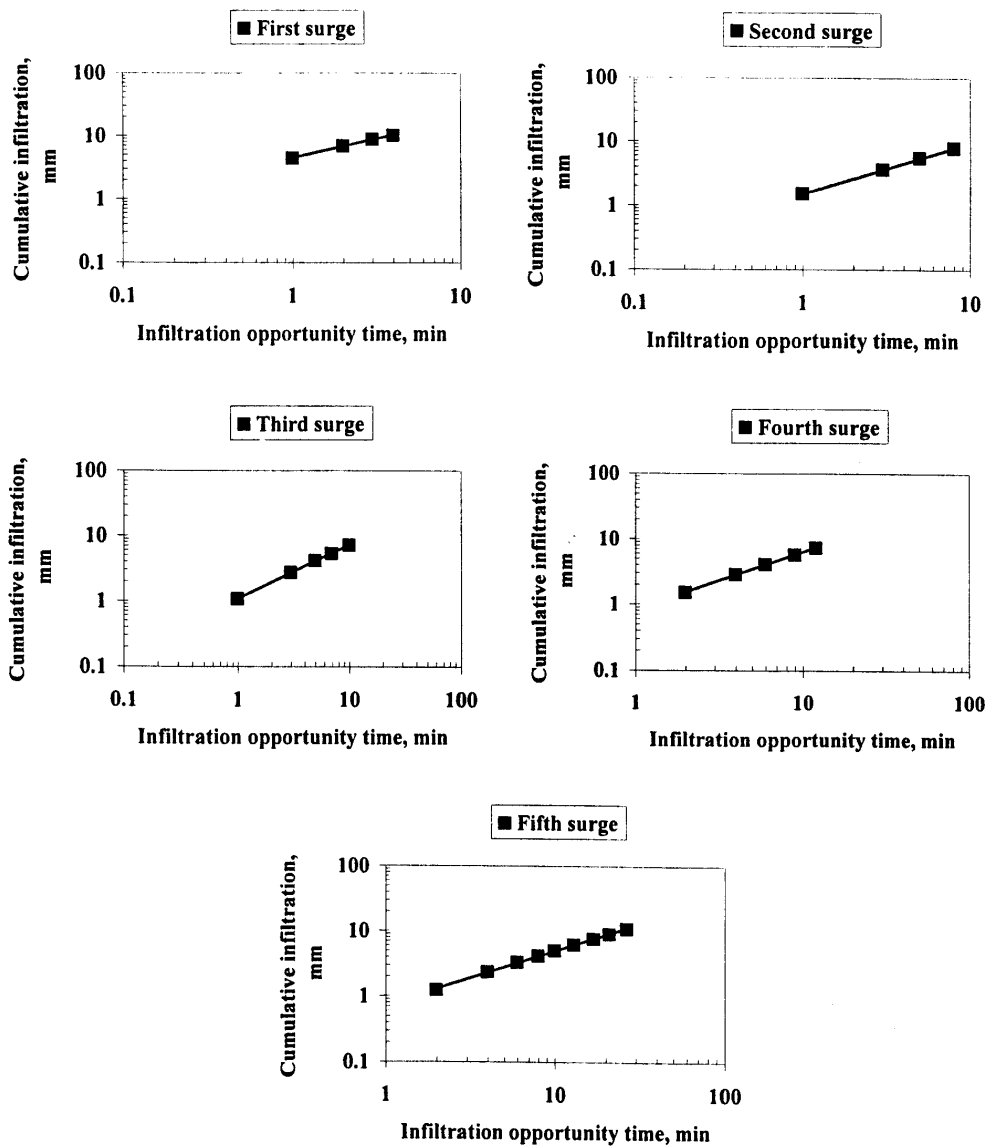 First surge
Cumulative infiltration,
mm
100
10
1
0.1
0.1
1
10
Infiltration opportunity time, min
Second surge
Cumulative infiltration,
mm
100
10
1
0.1
0.1
1
10
Infiltration opportunity time, min
Third surge
Cumulative infiltration,
mm
100
10
1
0.1
0.1
1
10
100
Infiltration opportunity time, min
Fourth surge
Cumulative infiltration,
mm
100
10
1
0.1
1
10
100
Infiltration opportunity time, min
Fifth surge
Cumulative infiltration,
mm
100
10
1
0.1
1
10
100
Infiltration opportunity time, min